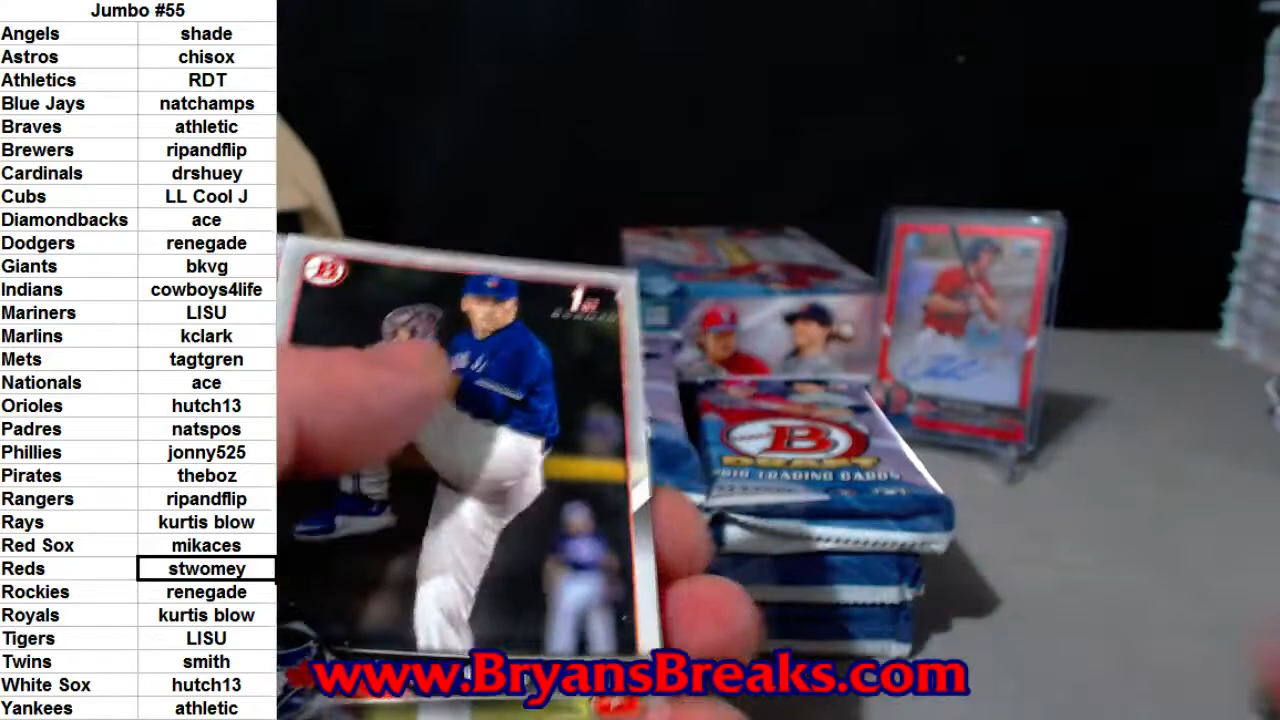 Jumbo #55
Angels shade
Astros chisox
Athletics RDT
Blue Jays natchamps
Braves athletic
Brewers ripandflip
Cardinals drshuey
Cubs LL Cool J
Diamondbacks ace
Dodgers renegade
Giants bkvg
Indians cowboys4life
Mariners LISU
Marlins kclark
Mets tagtgren
Nationals ace
Orioles hutch13
Padres natspos
Phillies jonny525
Pirates theboz
Rangers ripandflip
Rays kurtis blow
Red Sox mikaces
Reds stwomey
Rockies renegade
Royals kurtis blow
Tigers LISU
Twins smith
White Sox hutch13
Yankees athletic
B
1st
BOWMAN
B
DRAFT
TRADING CARDS
www.BryansBreaks.com